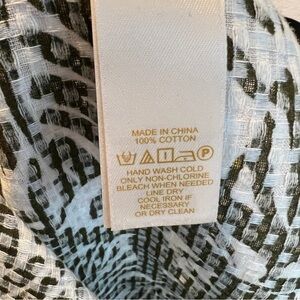 MADE IN CHINA
100% COTTON
P
HAND WASH COLD
ONLY NON-CHLORINE
BLEACH WHEN NEEDED
LINE DRY
COOL IRON IF
NECESSARY
OR DRY CLEAN